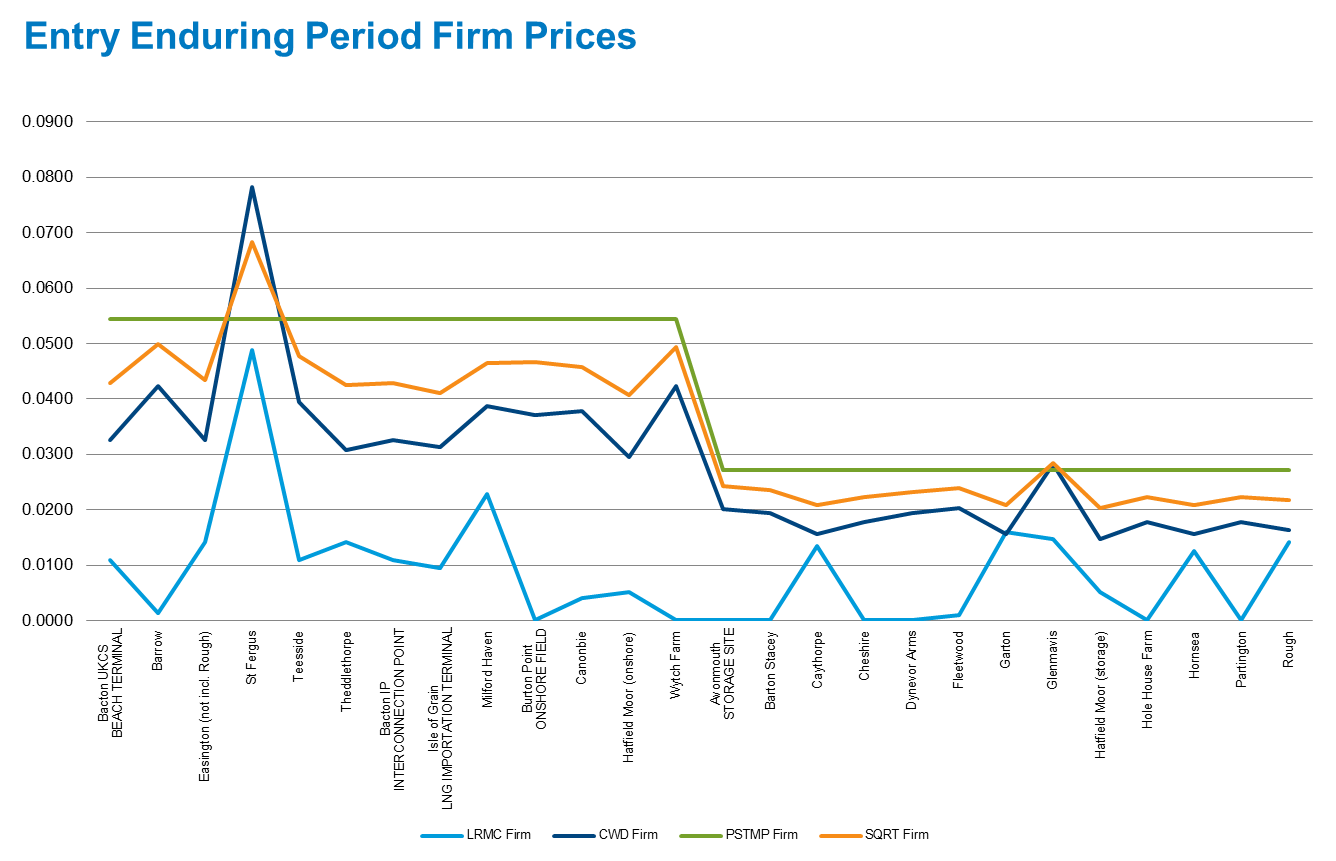 Entry Enduring Period Firm Prices
0.0900
0.0800
0.0700
0.0600
0.0500
0.0400
0.0300
0.0200
0.0100
0.0000
Bacton UKCS
BEACH TERMINAL
Barrow
Easington (not incl. Rough)
St Fergus
Teesside
Theddlethorpe
Bacton IP
INTERCONNECTION POINT
Isle of Grain
LNG IMPORTATION TERMINAL
Milford Haven
Burton Point
ONSHORE FIELD
Canonbie
Hatfield Moor (onshore)
Wytch Farm
Avonmouth
STORAGE SITE
Barton Stacey
Caythorpe
Cheshire
Dynevor Arms
Fleetwood
Garton
Glenmavis
Hatfield Moor (storage)
Hole House Farm
Hornsea
Partington
Rough
LRMC Firm
CWD Firm
PSTMP Firm
SQRT Firm